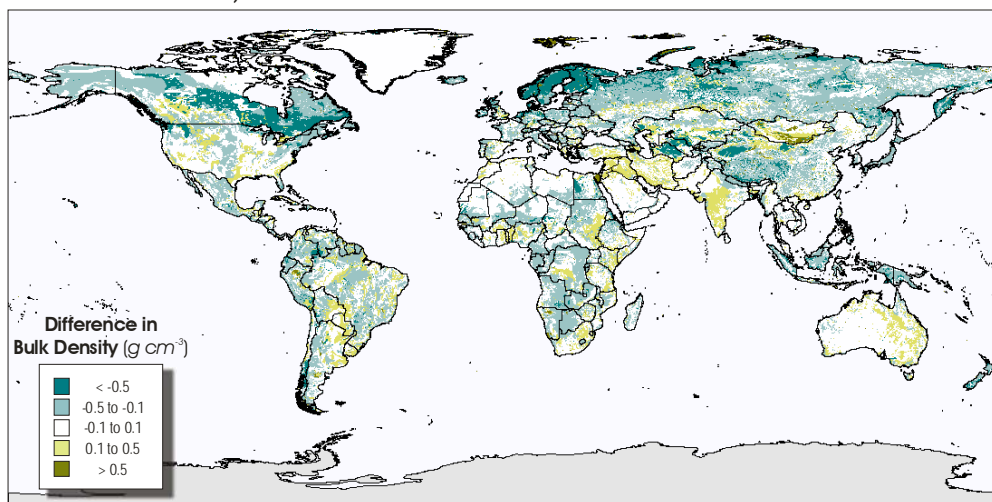 Difference in
Bulk Density (g cm⁻³)
< -0.5
-0.5 to -0.1
-0.1 to 0.1
0.1 to 0.5
> 0.5